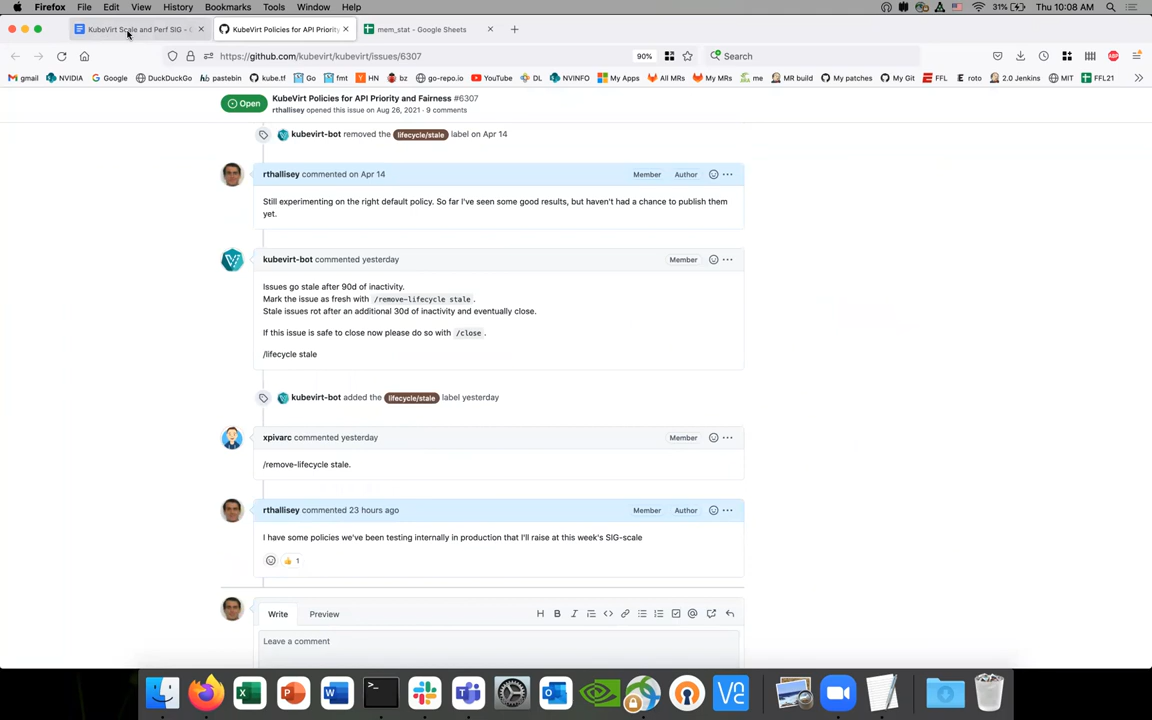 Firefox File Edit View History Bookmarks Tools Window Help 31% Thu 10:08 AM
KubeVirt Scale and Perf SIG - KubeVirt Policies for API Priority mem_stat - Google Sheets
https://github.com/kubevirt/kubevirt/issues/6307 90% Search
gmail NVIDIA Google DuckDuckGo pastebin kube.tf Go fmt HN bz go-repo.io YouTube DL NVINFO My Apps All MRs My MRs me MR build My patches My Git FFL roto 2.0 Jenkins MIT FFL21
Open KubeVirt Policies for API Priority and Fairness #6307
rthallisey opened this issue on Aug 26, 2021 · 9 comments
kubevirt-bot removed the lifecycle/stale label on Apr 14
rthallisey commented on Apr 14 Member Author
Still experimenting on the right default policy. So far I've seen some good results, but haven't had a chance to publish them
yet.
kubevirt-bot commented yesterday Member
Issues go stale after 90d of inactivity.
Mark the issue as fresh with /remove-lifecycle stale.
Stale issues rot after an additional 30d of inactivity and eventually close.
If this issue is safe to close now please do so with /close.
/lifecycle stale
kubevirt-bot added the lifecycle/stale label yesterday
xpivarc commented yesterday Member
/remove-lifecycle stale.
rthallisey commented 23 hours ago Member Author
I have some policies we've been testing internally in production that I'll raise at this week's SIG-scale
👍 1
Write Preview
Leave a comment